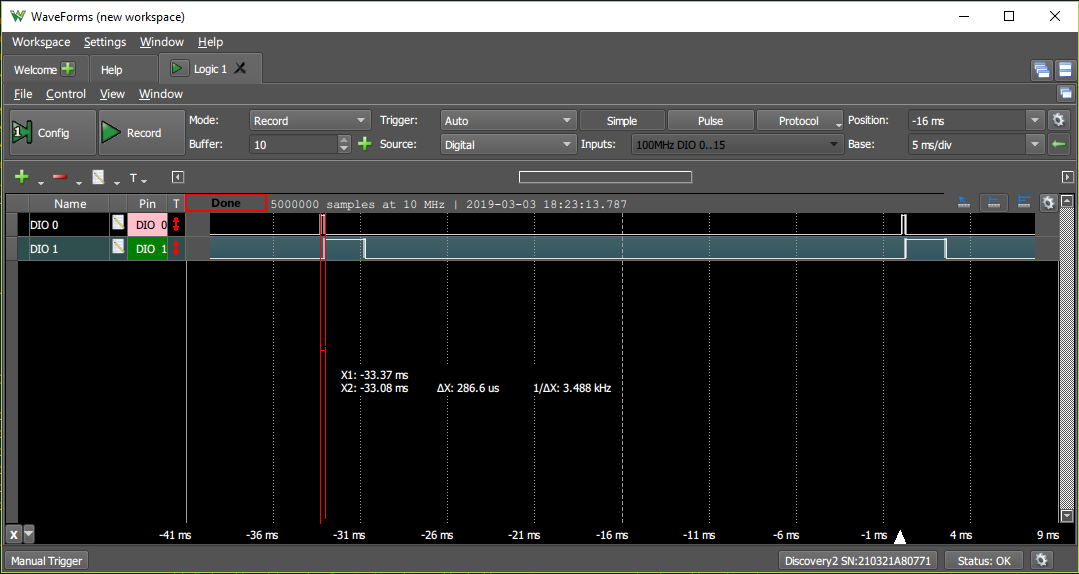 WaveForms (new workspace)
Workspace Settings Window Help
Welcome Help Logic 1
File Control View Window
1 Config Record Mode: Record Trigger: Auto Simple Pulse Protocol Position: -16 ms
Buffer: 10 Source: Digital Inputs: 100MHz DIO 0..15 Base: 5 ms/div
T
Name Pin T Done 5000000 samples at 10 MHz | 2019-03-03 18:23:13.787
DIO 0 DIO 0
DIO 1 DIO 1
X1: -33.37 ms
X2: -33.08 ms ΔX: 286.6 us 1/ΔX: 3.488 kHz
X -41 ms -36 ms -31 ms -26 ms -21 ms -16 ms -11 ms -6 ms -1 ms 4 ms 9 ms
Manual Trigger Discovery2 SN:210321A80771 Status: OK